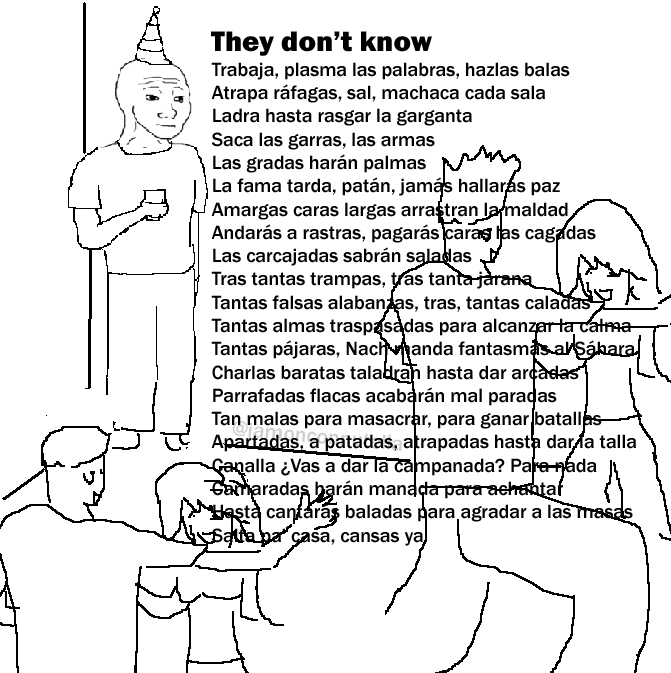 They don't know
Trabaja, plasma las palabras, hazlas balas
Atrapa ráfagas, sal, machaca cada sala
Ladra hasta rasgar la garganta
Saca las garras, las armas
Las gradas harán palmas
La fama tarda, patán, jamás hallarás paz
Amargas caras largas arrastran la maldad
Andarás a rastras, pagarás caras las cagadas
Las carcajadas sabrán saladas
Tras tantas trampas, tras tanta jarana
Tantas falsas alabanzas, tras, tantas caladas
Tantas almas traspasadas para alcanzar la calma
Tantas pájaras, Nach manda fantasmas al Sáhara
Charlas baratas taladran hasta dar arcadas
Parrafadas flacas acabarán mal paradas
Tan malas para masacrar, para ganar batallas
Apartadas, a patadas, atrapadas hasta dar la talla
Canalla ¿Vas a dar la campanada? Para nada
Camaradas harán manada para achantar
Hasta cantarás baladas para agradar a las masas
Salta pa' casa, cansas ya